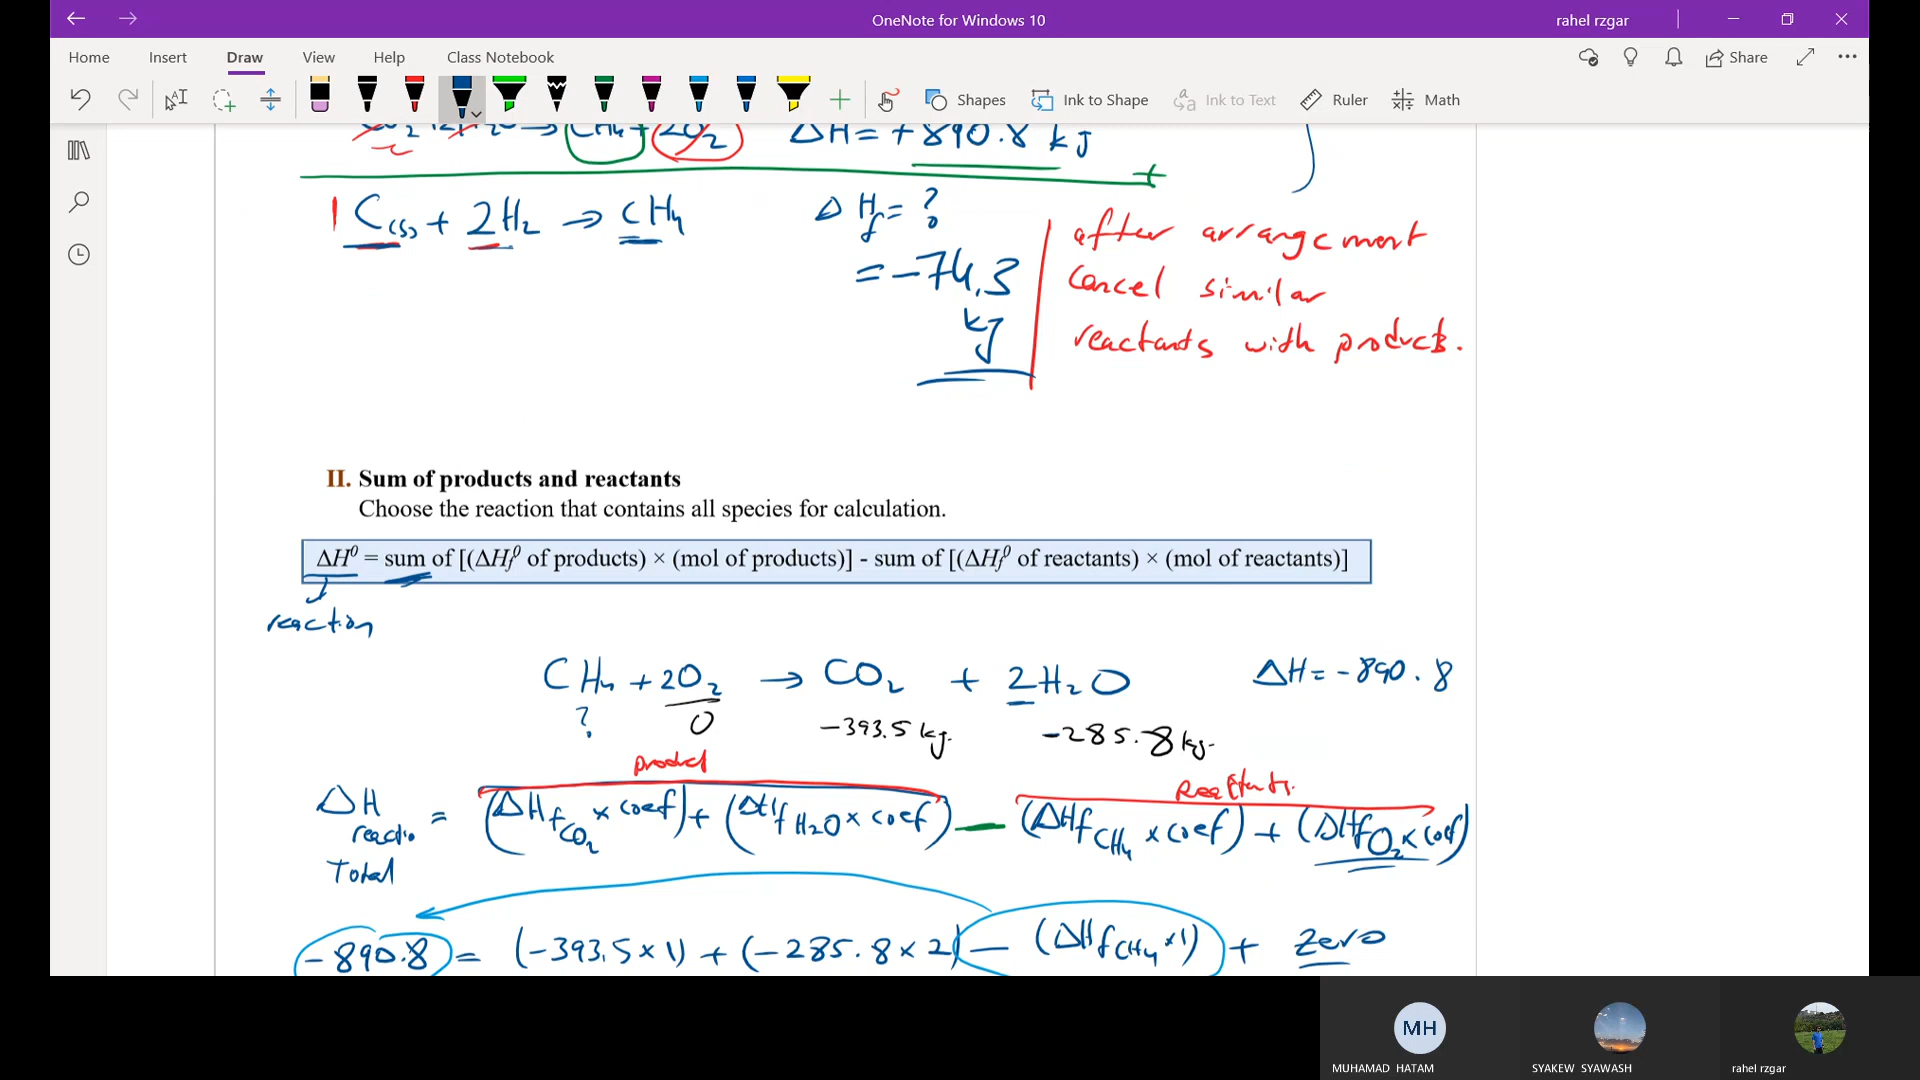 OneNote for Windows 10
rahel rzgar
Home Insert Draw View Help Class Notebook
Share
Shapes Ink to Shape Ink to Text Ruler Math
CO2 + 2H2O → CH4 + 2O2 ΔH = +890.8 kJ
1 C(s) + 2H2 → CH4 ΔHf = ?
= -74,3
kJ
after arrangement
cancel similar
reactants with products.
II. Sum of products and reactants
Choose the reaction that contains all species for calculation.
ΔH⁰ = sum of [(ΔHf⁰ of products) × (mol of products)] - sum of [(ΔHf⁰ of reactants) × (mol of reactants)]
reaction
CH4 + 2O2 → CO2 + 2H2O ΔH = -890.8
? 0 -393.5 kJ. -285.8 kJ.
product Reactants.
ΔH reactio Total = (ΔHf CO2 × coef) + (ΔHf H2O × coef) — (ΔHf CH4 × coef) + (ΔHf O2 × coef)
-890.8 = (-393.5 × 1) + (-285.8 × 2) — (ΔHf CH4 × 1) + zero
MH
MUHAMAD HATAM SYAKEW SYAWASH rahel rzgar